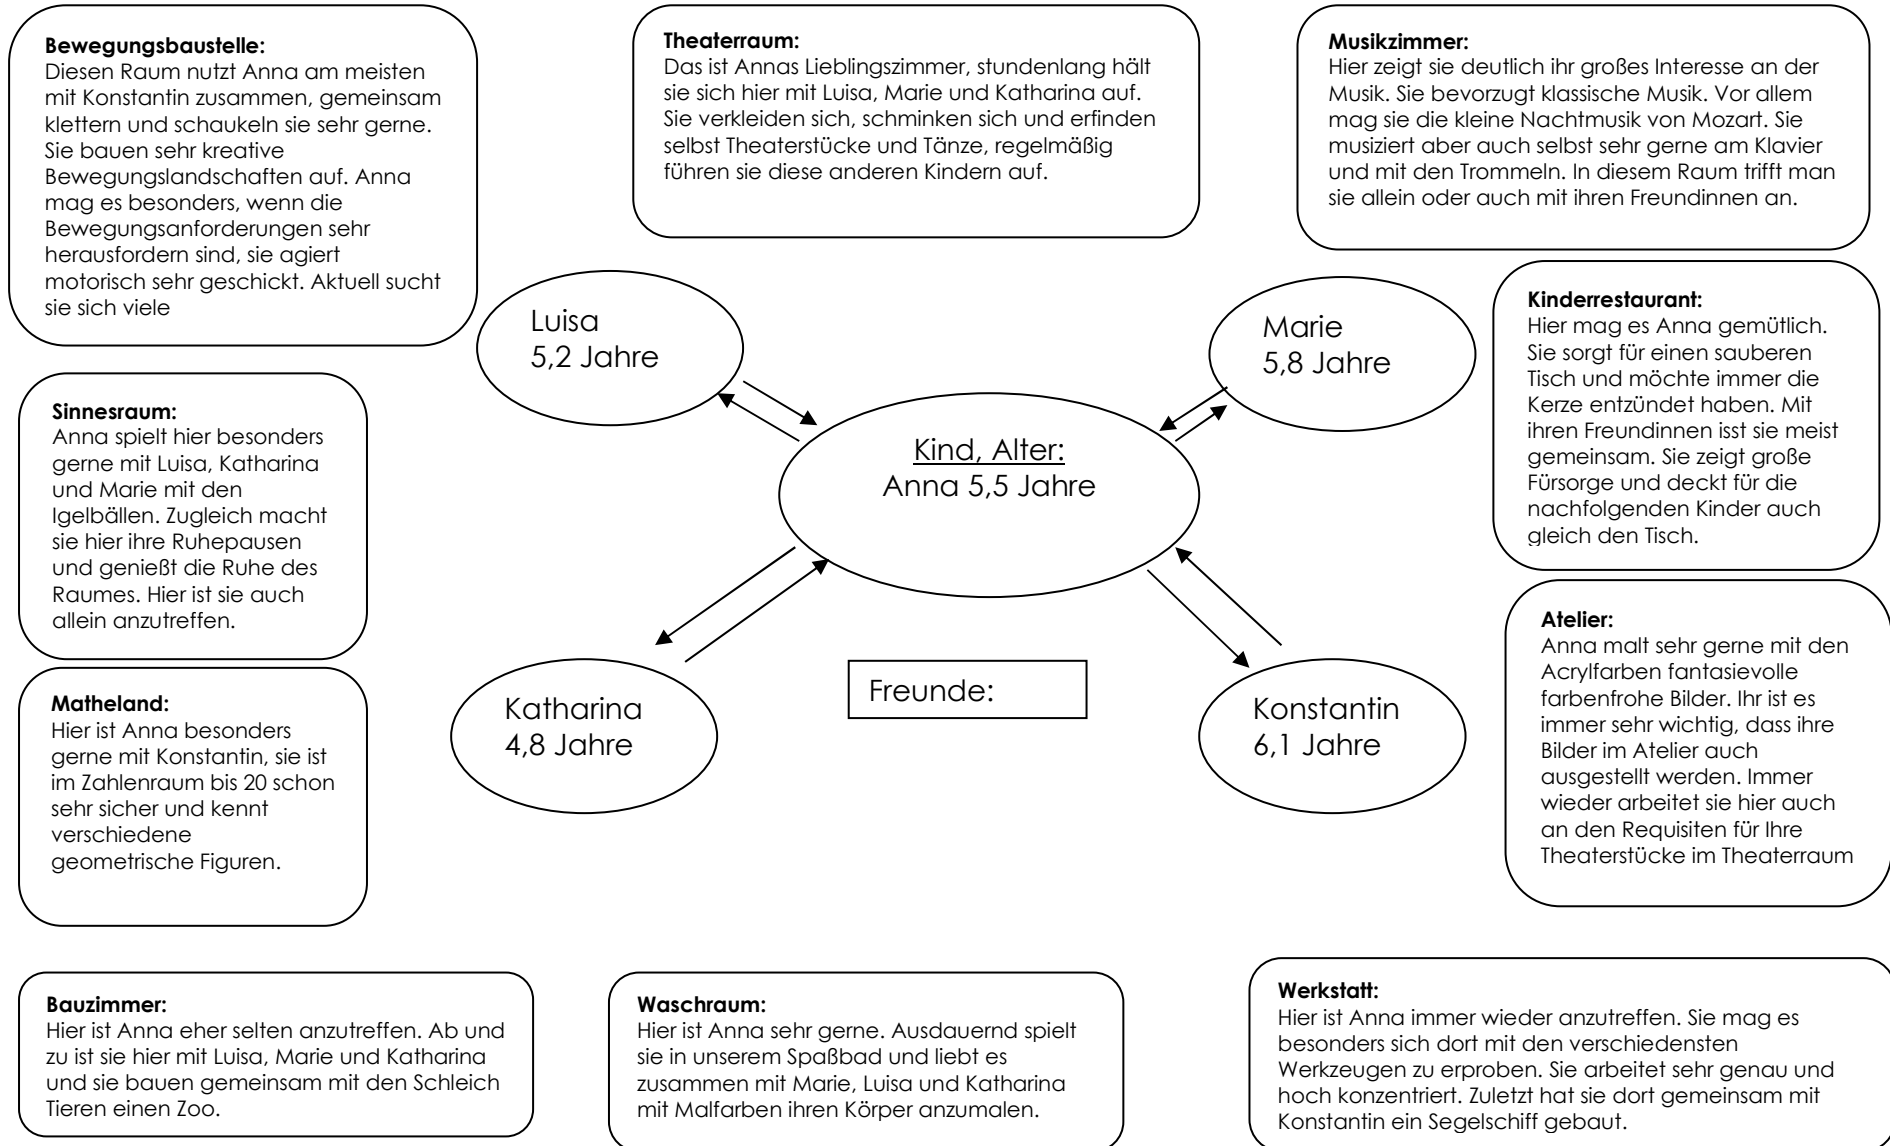 Bewegungsbaustelle:
Diesen Raum nutzt Anna am meisten
mit Konstantin zusammen, gemeinsam
klettern und schaukeln sie sehr gerne.
Sie bauen sehr kreative
Bewegungslandschaften auf. Anna
mag es besonders, wenn die
Bewegungsanforderungen sehr
herausfordern sind, sie agiert
motorisch sehr geschickt. Aktuell sucht
sie sich viele
Theaterraum:
Das ist Annas Lieblingszimmer, stundenlang hält
sie sich hier mit Luisa, Marie und Katharina auf.
Sie verkleiden sich, schminken sich und erfinden
selbst Theaterstücke und Tänze, regelmäßig
führen sie diese anderen Kindern auf.
Musikzimmer:
Hier zeigt sie deutlich ihr großes Interesse an der
Musik. Sie bevorzugt klassische Musik. Vor allem
mag sie die kleine Nachtmusik von Mozart. Sie
musiziert aber auch selbst sehr gerne am Klavier
und mit den Trommeln. In diesem Raum trifft man
sie allein oder auch mit ihren Freundinnen an.
Luisa
5,2 Jahre
Marie
5,8 Jahre
Kinderrestaurant:
Hier mag es Anna gemütlich.
Sie sorgt für einen sauberen
Tisch und möchte immer die
Kerze entzündet haben. Mit
ihren Freundinnen isst sie meist
gemeinsam. Sie zeigt große
Fürsorge und deckt für die
nachfolgenden Kinder auch
gleich den Tisch.
Sinnesraum:
Anna spielt hier besonders
gerne mit Luisa, Katharina
und Marie mit den
Igelbällen. Zugleich macht
sie hier ihre Ruhepausen
und genießt die Ruhe des
Raumes. Hier ist sie auch
allein anzutreffen.
Kind, Alter:
Anna 5,5 Jahre
Matheland:
Hier ist Anna besonders
gerne mit Konstantin, sie ist
im Zahlenraum bis 20 schon
sehr sicher und kennt
verschiedene
geometrische Figuren.
Katharina
4,8 Jahre
Freunde:
Konstantin
6,1 Jahre
Atelier:
Anna malt sehr gerne mit den
Acrylfarben fantasievolle
farbenfrohe Bilder. Ihr ist es
immer sehr wichtig, dass ihre
Bilder im Atelier auch
ausgestellt werden. Immer
wieder arbeitet sie hier auch
an den Requisiten für Ihre
Theaterstücke im Theaterraum
Bauzimmer:
Hier ist Anna eher selten anzutreffen. Ab und
zu ist sie hier mit Luisa, Marie und Katharina
und sie bauen gemeinsam mit den Schleich
Tieren einen Zoo.
Waschraum:
Hier ist Anna sehr gerne. Ausdauernd spielt
sie in unserem Spaßbad und liebt es
zusammen mit Marie, Luisa und Katharina
mit Malfarben ihren Körper anzumalen.
Werkstatt:
Hier ist Anna immer wieder anzutreffen. Sie mag es
besonders sich dort mit den verschiedensten
Werkzeugen zu erproben. Sie arbeitet sehr genau und
hoch konzentriert. Zuletzt hat sie dort gemeinsam mit
Konstantin ein Segelschiff gebaut.